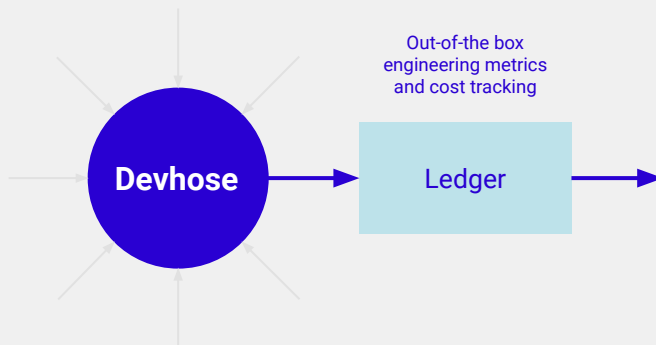 Out-of-the box
engineering metrics
and cost tracking
Devhose
Ledger